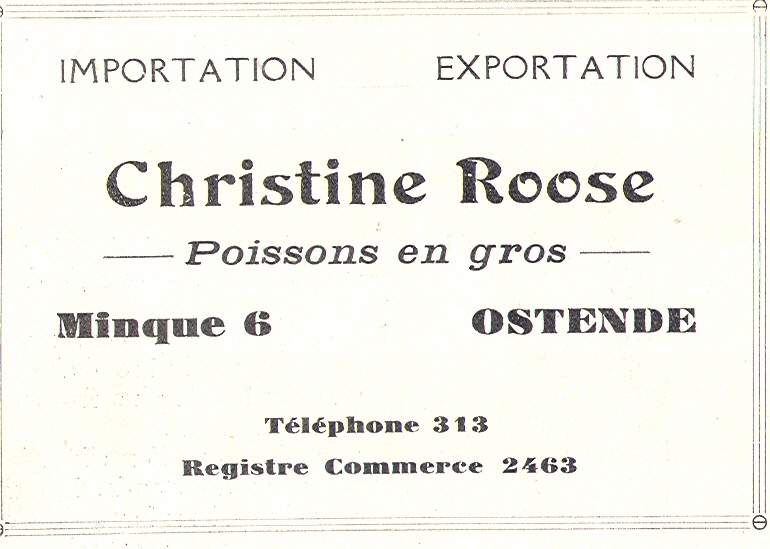 IMPORTATION EXPORTATION
Christine Roose
Poissons en gros
Minque 6 OSTENDE
Téléphone 313
Registre Commerce 2463